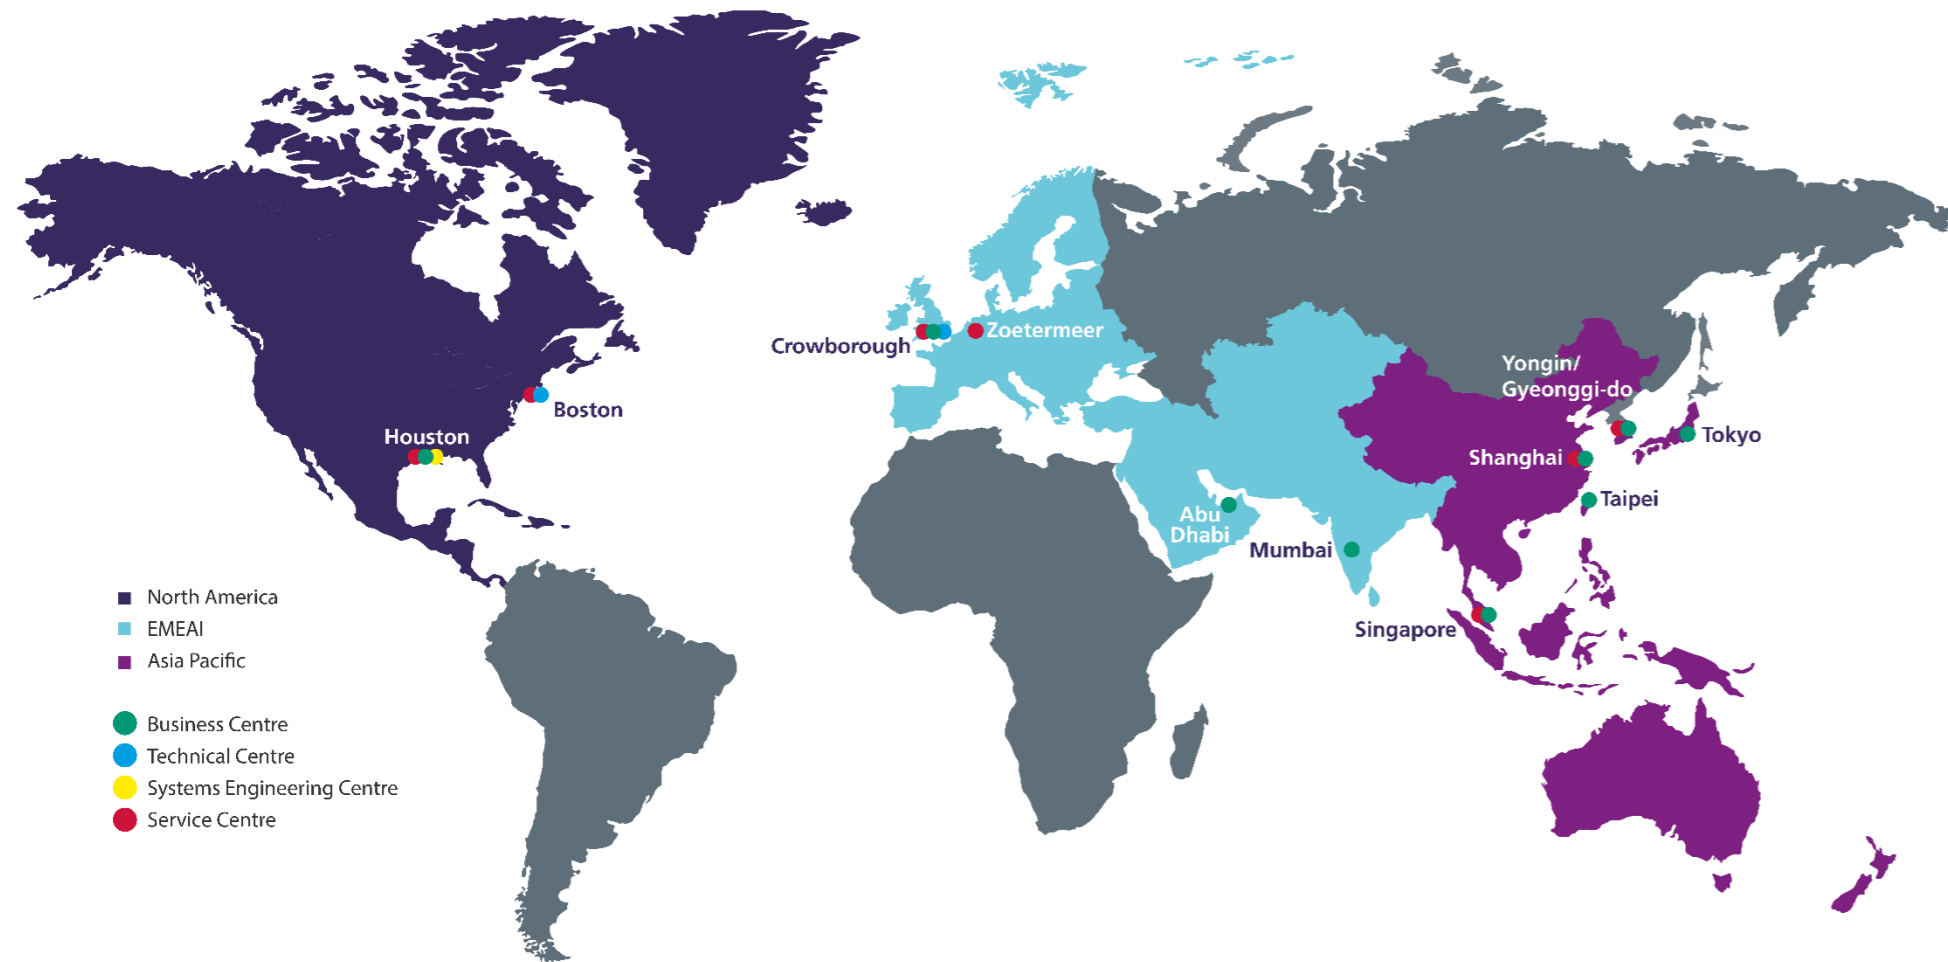 Crowborough
Zoetermeer
Boston
Houston
Yongin/
Gyeonggi-do
Tokyo
Shanghai
Taipei
Abu
Dhabi
Mumbai
Singapore
North America
EMEAI
Asia Pacific
Business Centre
Technical Centre
Systems Engineering Centre
Service Centre